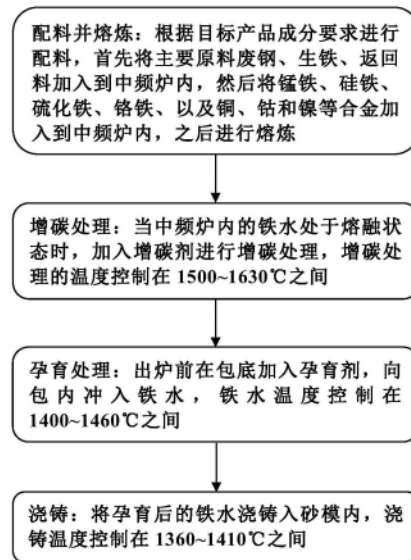 配料并熔炼：根据目标产品成分要求进行
配料，首先将主要原料废钢、生铁、返回
料加入到中频炉内，然后将锰铁、硅铁、
硫化铁、铬铁、以及铜、钴和镍等合金加
入到中频炉内，之后进行熔炼
增碳处理：当中频炉内的铁水处于熔融状
态时，加入增碳剂进行增碳处理，增碳处
理的温度控制在 1500~1630℃之间
孕育处理：出炉前在包底加入孕育剂，向
包内冲入铁水，铁水温度控制在
1400~1460℃之间
浇铸：将孕育后的铁水浇铸入砂模内，浇
铸温度控制在 1360~1410℃之间